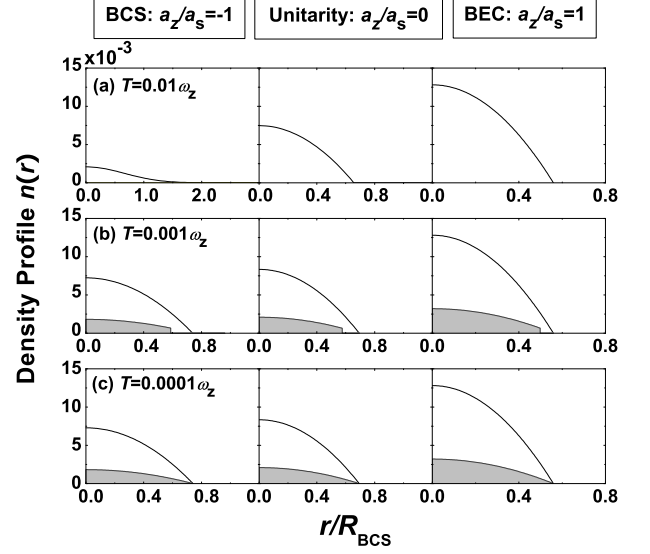 BCS: a_z/a_s=-1 Unitarity: a_z/a_s=0 BEC: a_z/a_s=1
x10⁻³
15
(a) T=0.01ω_z
10
5
0
0.0 1.0 2.0 0.0 0.4 0.8 0.0 0.4 0.8
15
(b) T=0.001ω_z
10
5
0
0.0 0.4 0.8 0.0 0.4 0.8 0.0 0.4 0.8
15
(c) T=0.0001ω_z
10
5
0
0.0 0.4 0.8 0.0 0.4 0.8 0.0 0.4 0.8
Density Profile n(r)
r/R_BCS